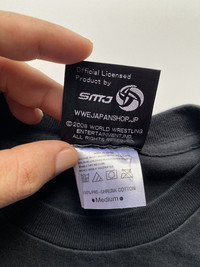 Official Licensed
Product by
SMJ
WWEJAPANSHOP.JP
© 2008 WORLD WRESTLING
ENTERTAINMENT, INC.
ALL RIGHTS RESERVED.
PRE-SHRUNK COTTON
★Medium★